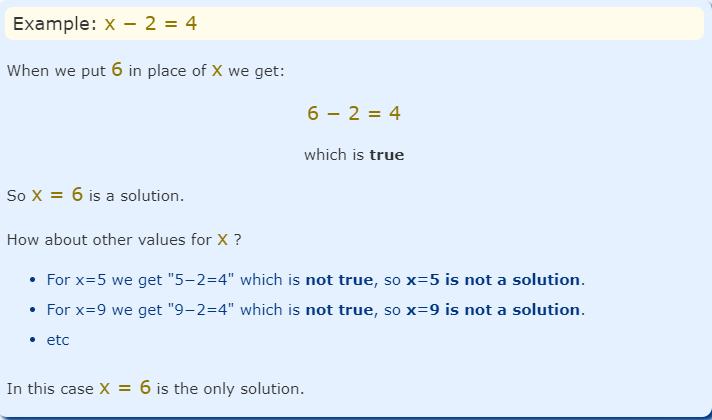 Example: x − 2 = 4
When we put 6 in place of x we get:
6 − 2 = 4
which is true
So x = 6 is a solution.
How about other values for x ?
• For x=5 we get "5−2=4" which is not true, so x=5 is not a solution.
• For x=9 we get "9−2=4" which is not true, so x=9 is not a solution.
• etc
In this case x = 6 is the only solution.